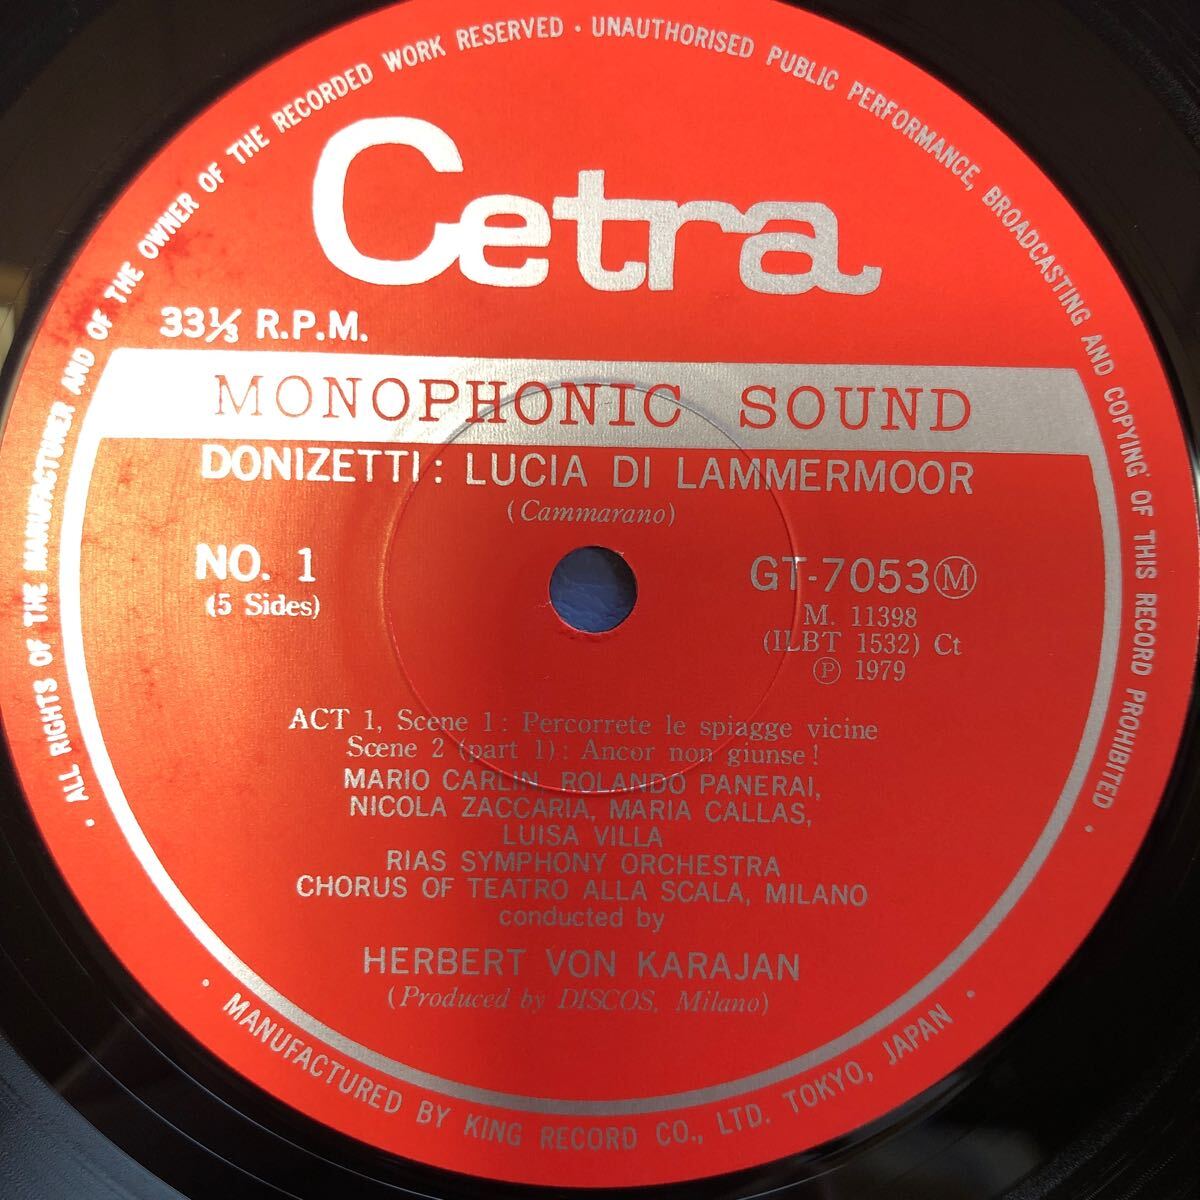 · ALL RIGHTS OF THE MANUFACTURER AND OF THE OWNER OF THE RECORDED WORK RESERVED · UNAUTHORISED PUBLIC PERFORMANCE, BROADCASTING AND COPYING OF THIS RECORD PROHIBITED ·
Cetra
33⅓ R.P.M.
MONOPHONIC SOUND
DONIZETTI: LUCIA DI LAMMERMOOR
(Cammarano)
NO. 1
(5 Sides)
GT-7053Ⓜ
M. 11398
(ILBT 1532) Ct
Ⓟ 1979
ACT 1, Scene 1: Percorrete le spiagge vicine
Scene 2 (part 1): Ancor non giunse!
MARIO CARLIN, ROLANDO PANERAI,
NICOLA ZACCARIA, MARIA CALLAS,
LUISA VILLA
RIAS SYMPHONY ORCHESTRA
CHORUS OF TEATRO ALLA SCALA, MILANO
conducted by
HERBERT VON KARAJAN
(Produced by DISCOS, Milano)
· MANUFACTURED BY KING RECORD CO., LTD. TOKYO, JAPAN ·